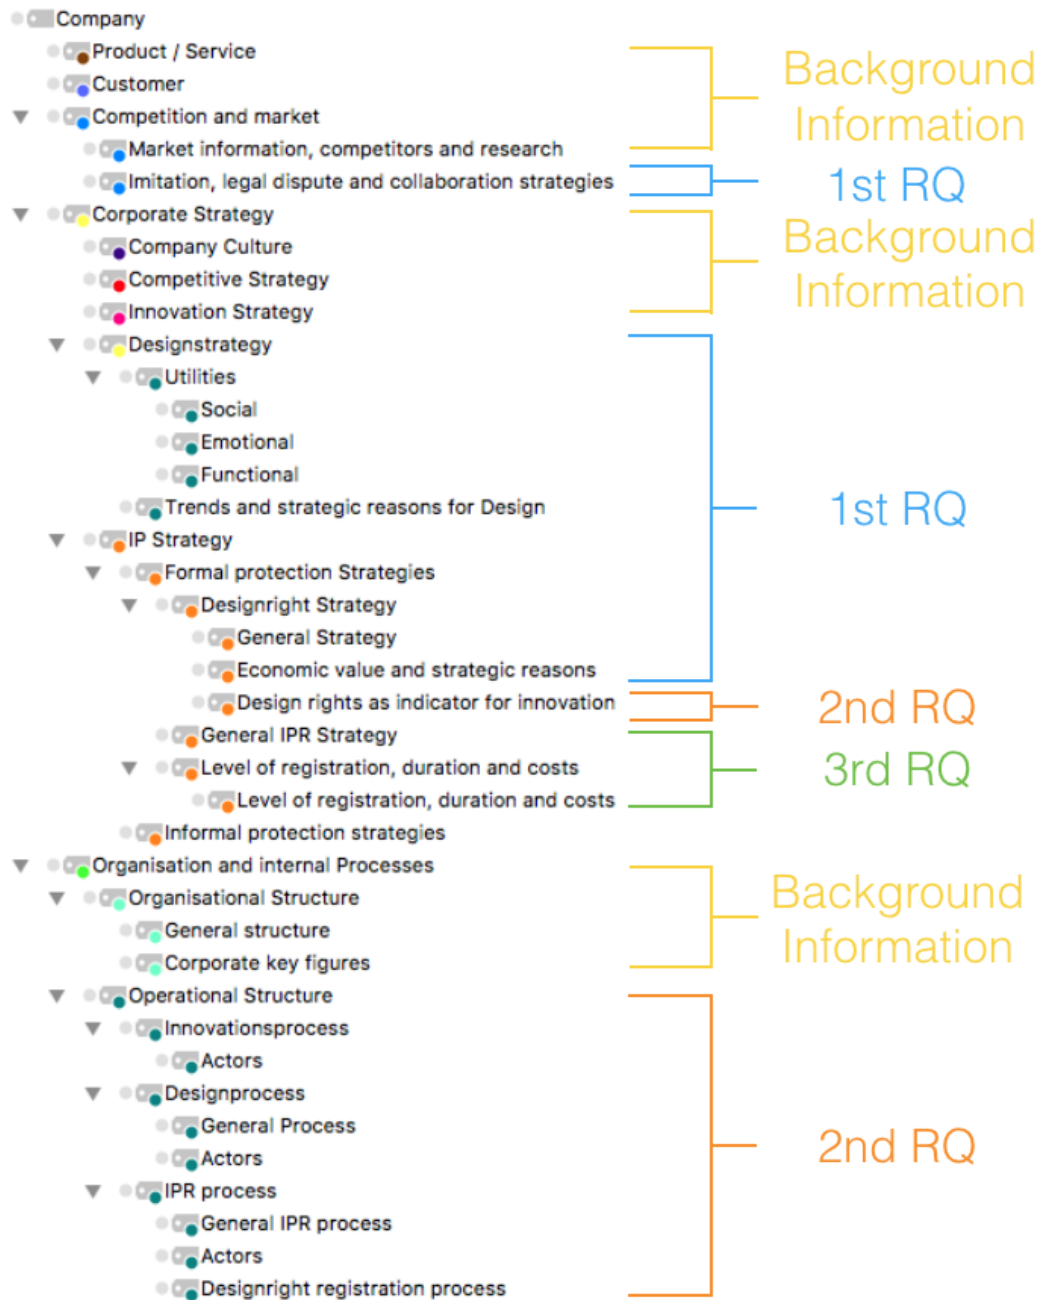 Company
Product / Service
Customer
Competition and market
Market information, competitors and research
Background
Information
Imitation, legal dispute and collaboration strategies
1st RQ
Corporate Strategy
Company Culture
Competitive Strategy
Innovation Strategy
Background
Information
Designstrategy
Utilities
Social
Emotional
Functional
Trends and strategic reasons for Design
IP Strategy
Formal protection Strategies
Designright Strategy
General Strategy
Economic value and strategic reasons
1st RQ
Design rights as indicator for innovation
2nd RQ
General IPR Strategy
Level of registration, duration and costs
Level of registration, duration and costs
3rd RQ
Informal protection strategies
Organisation and internal Processes
Organisational Structure
General structure
Corporate key figures
Background
Information
Operational Structure
Innovationsprocess
Actors
Designprocess
General Process
Actors
IPR process
General IPR process
Actors
Designright registration process
2nd RQ